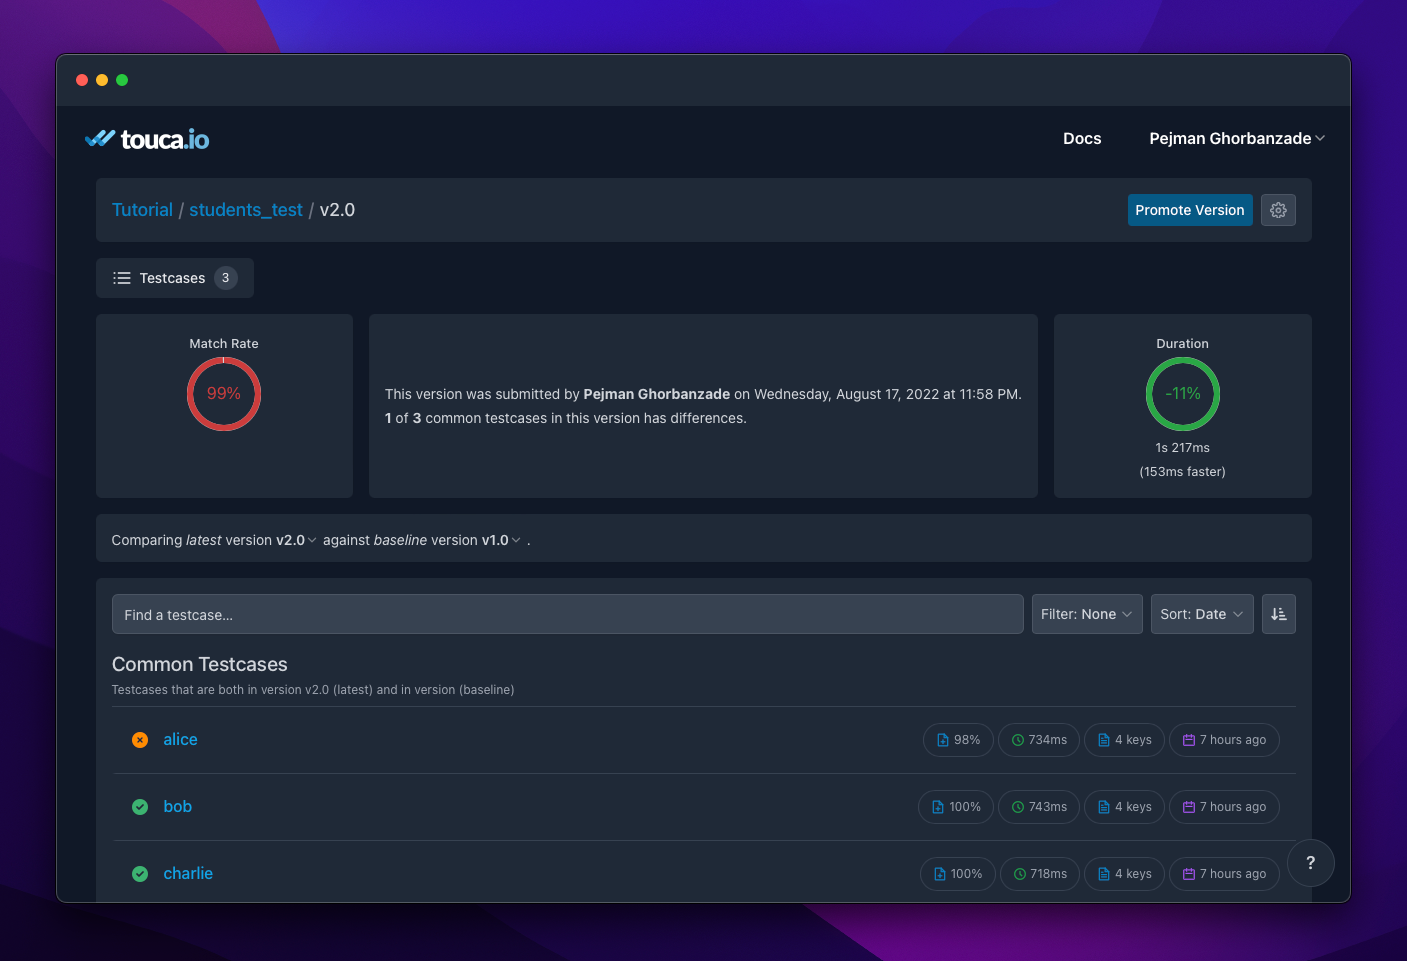 touca.io
Docs
Pejman Ghorbanzade
Tutorial / students_test / v2.0
Promote Version
Testcases 3
Match Rate
99%
This version was submitted by Pejman Ghorbanzade on Wednesday, August 17, 2022 at 11:58 PM.
1 of 3 common testcases in this version has differences.
Duration
-11%
1s 217ms
(153ms faster)
Comparing latest version v2.0 against baseline version v1.0 .
Find a testcase...
Filter: None
Sort: Date
Common Testcases
Testcases that are both in version v2.0 (latest) and in version (baseline)
alice 98% 734ms 4 keys 7 hours ago
bob 100% 743ms 4 keys 7 hours ago
charlie 100% 718ms 4 keys 7 hours ago
?